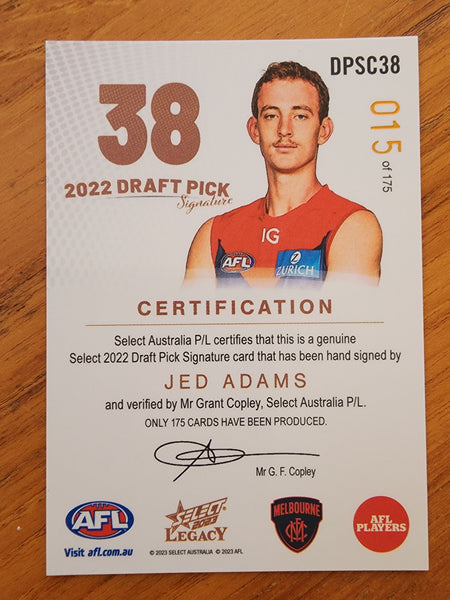 DPSC38
38
015 of 175
2022 DRAFT PICK
Signature
IG
AFL
ZURICH
CERTIFICATION
Select Australia P/L certifies that this is a genuine
Select 2022 Draft Pick Signature card that has been hand signed by
JED ADAMS
and verified by Mr Grant Copley, Select Australia P/L.
ONLY 175 CARDS HAVE BEEN PRODUCED.
Mr G. F. Copley
AFL
Visit afl.com.au
SELECT
2023
LEGACY
MELBOURNE
AFL
PLAYERS
© 2023 SELECT AUSTRALIA © 2023 AFL